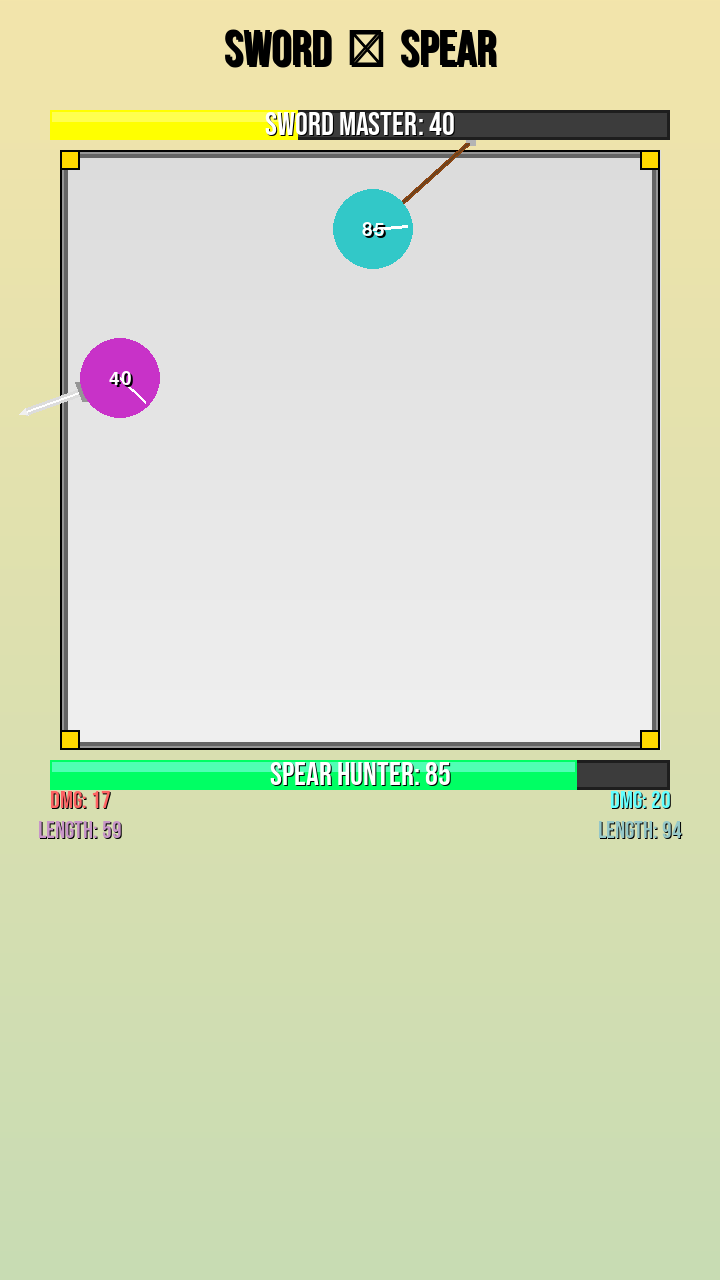 SWORD SPEAR
SWORD MASTER: 40
85
40
SPEAR HUNTER: 85
DMG: 17
DMG: 20
LENGTH: 59
LENGTH: 94